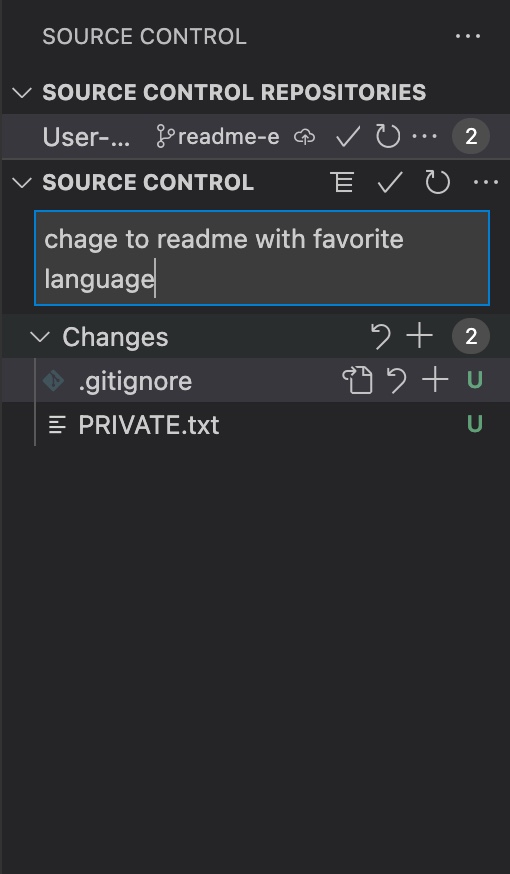 SOURCE CONTROL
SOURCE CONTROL REPOSITORIES
User-... readme-e 2
SOURCE CONTROL
chage to readme with favorite
language
Changes 2
.gitignore U
PRIVATE.txt U